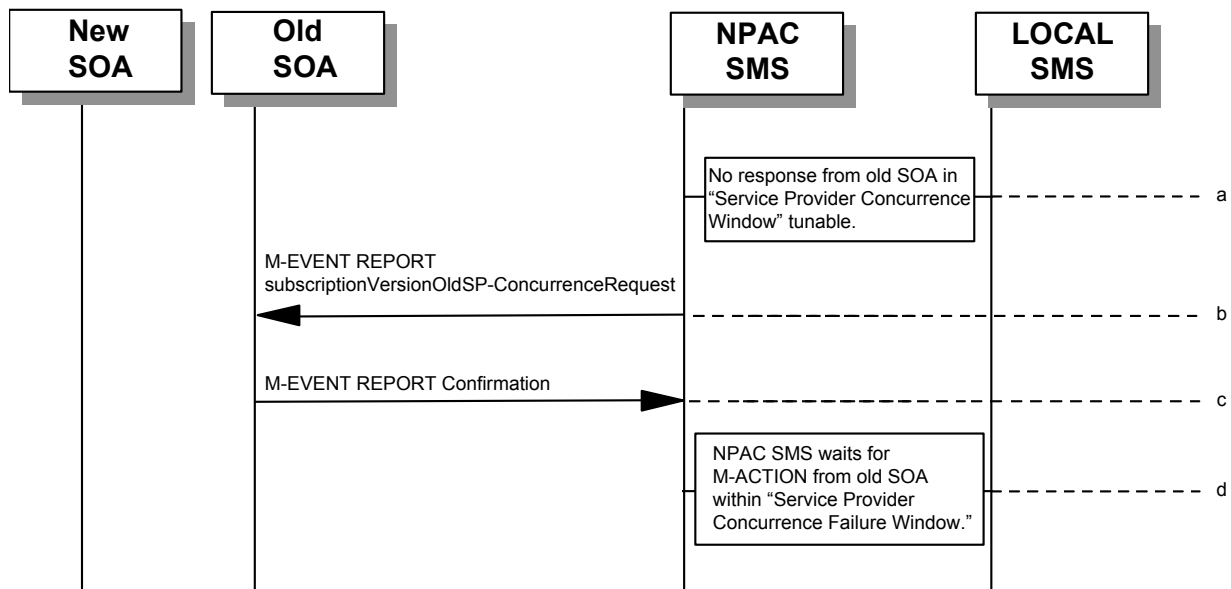 New
SOA
Old
SOA
NPAC
SMS
LOCAL
SMS
No response from old SOA in
“Service Provider Concurrence
Window” tunable.
a
M-EVENT REPORT
subscriptionVersionOldSP-ConcurrenceRequest
b
M-EVENT REPORT Confirmation
c
NPAC SMS waits for
M-ACTION from old SOA
within “Service Provider
Concurrence Failure Window.”
d